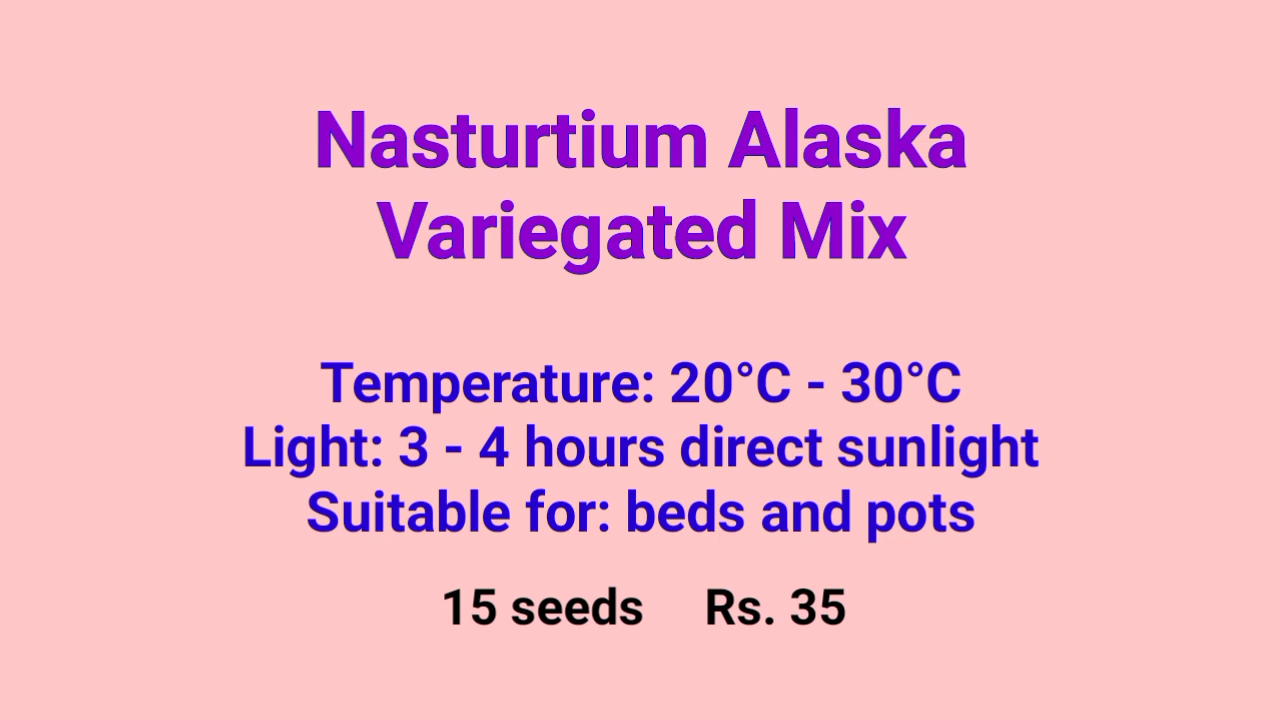 Nasturtium Alaska
Variegated Mix
Temperature: 20°C - 30°C
Light: 3 - 4 hours direct sunlight
Suitable for: beds and pots
15 seeds Rs. 35